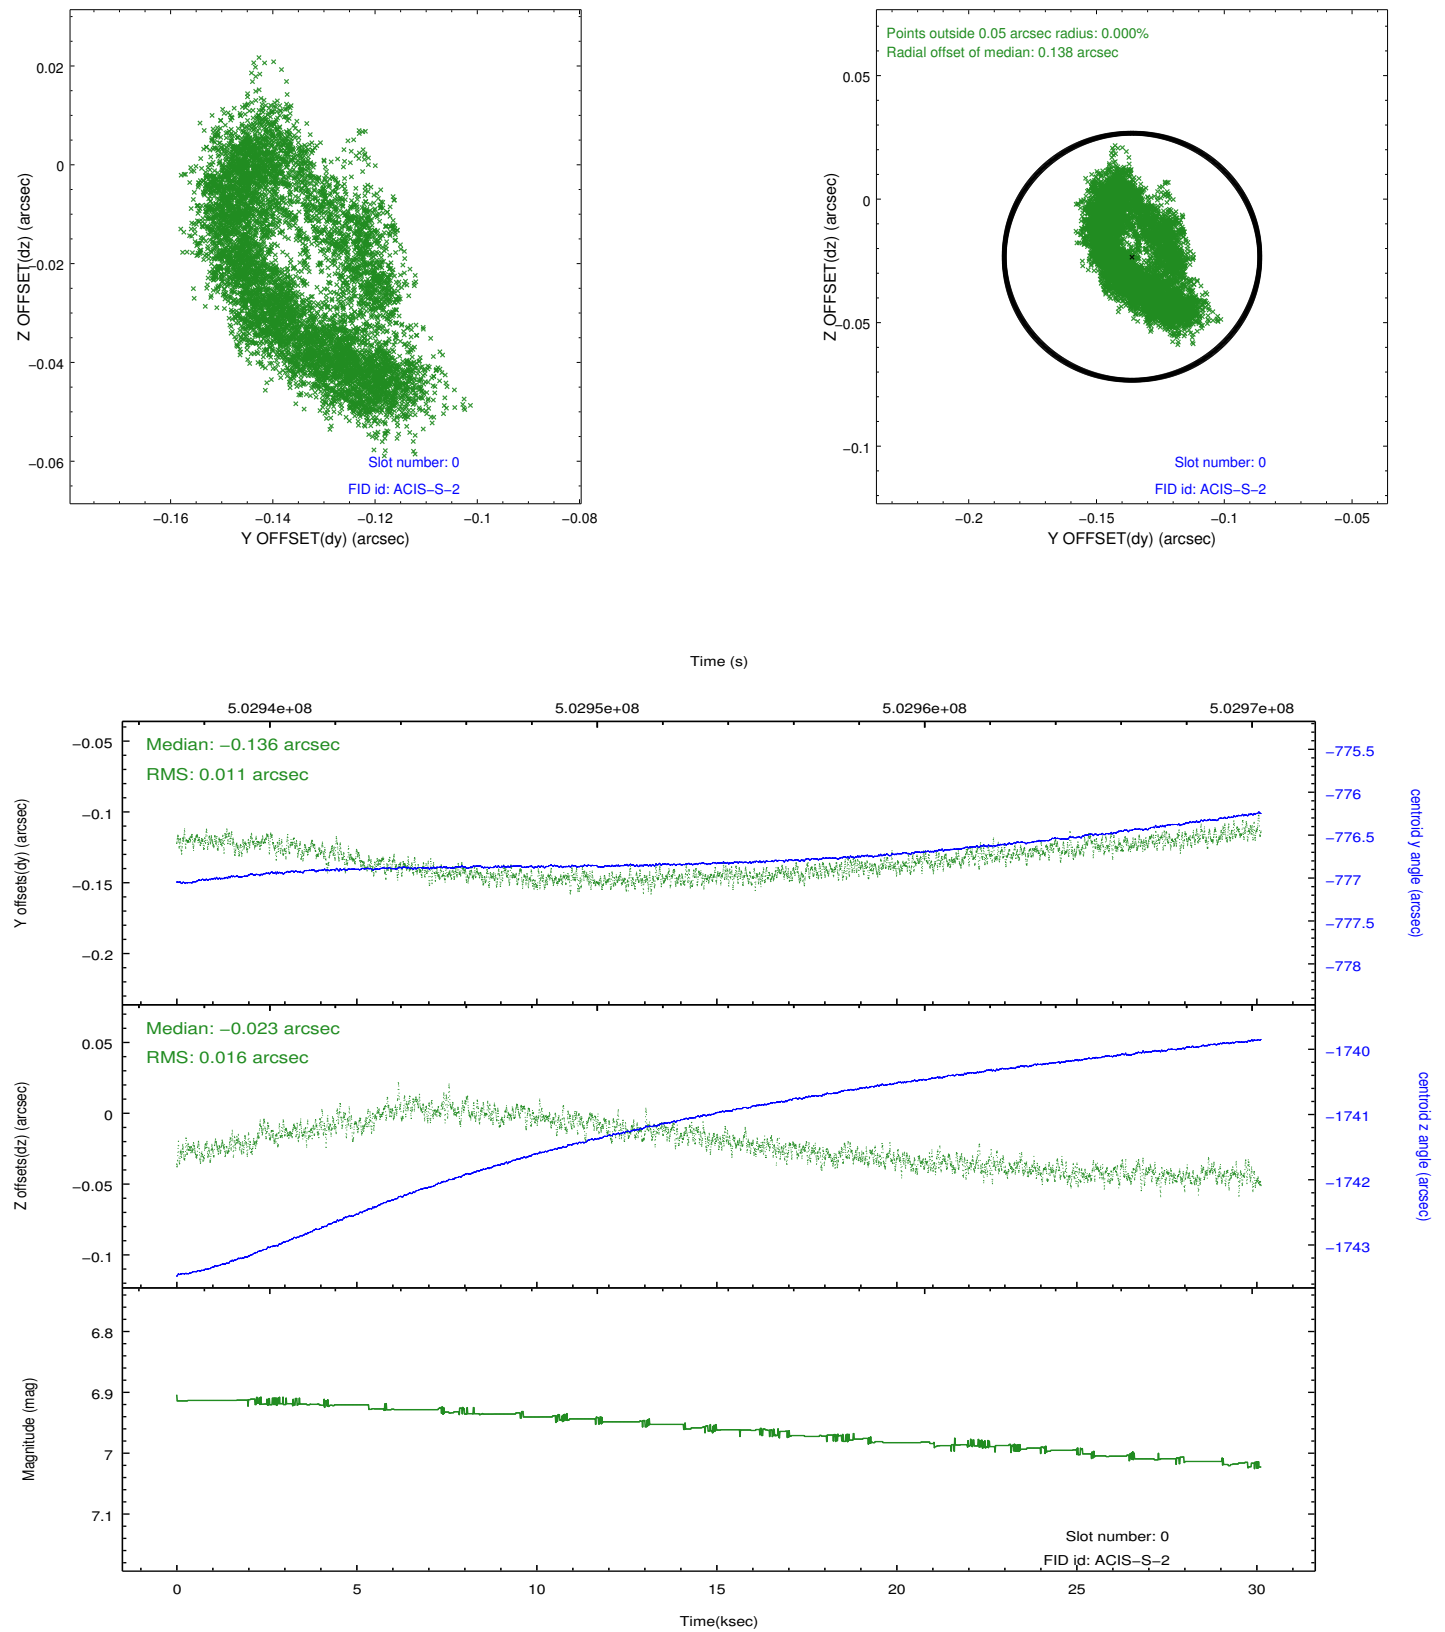 0.02
0
−0.02
−0.04
−0.06
Z OFFSET(dz) (arcsec)
Slot number: 0
FID id: ACIS−S−2
−0.16
−0.14
−0.12
−0.1
−0.08
Y OFFSET(dy) (arcsec)
Points outside 0.05 arcsec radius: 0.000%
Radial offset of median: 0.138 arcsec
0.05
0
−0.05
−0.1
Z OFFSET(dz) (arcsec)
Slot number: 0
FID id: ACIS−S−2
−0.2
−0.15
−0.1
−0.05
Y OFFSET(dy) (arcsec)
Time (s)
5.0294e+08
5.0295e+08
5.0296e+08
5.0297e+08
Median: −0.136 arcsec
RMS: 0.011 arcsec
−0.05
−0.1
−0.15
−0.2
Y offsets(dy) (arcsec)
−775.5
−776
−776.5
−777
−777.5
−778
centroid y angle (arcsec)
Median: −0.023 arcsec
RMS: 0.016 arcsec
0.05
0
−0.05
−0.1
Z offsets(dz) (arcsec)
−1740
−1741
−1742
−1743
centroid z angle (arcsec)
6.8
6.9
7
7.1
Magnitude (mag)
Slot number: 0
FID id: ACIS−S−2
0
5
10
15
20
25
30
Time(ksec)